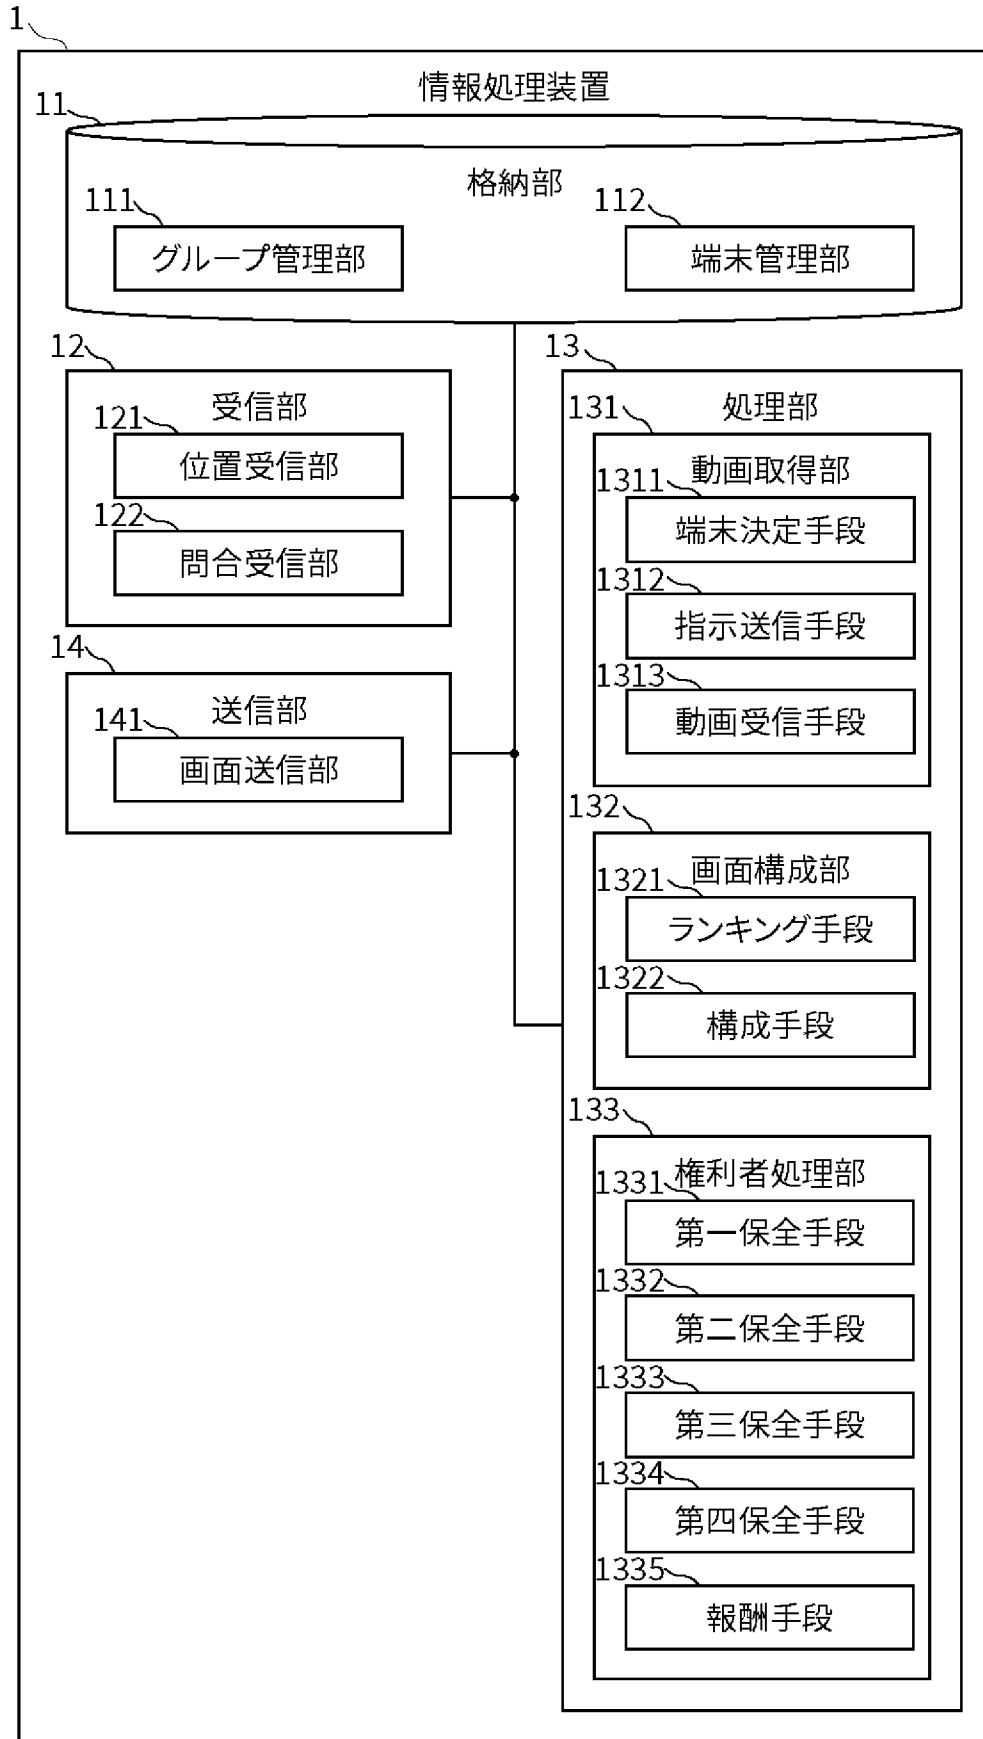 1
情報処理装置
11
格納部
111
グループ管理部
112
端末管理部
12
受信部
121
位置受信部
122
問合受信部
14
送信部
141
画面送信部
13
処理部
131
動画取得部
1311
端末決定手段
1312
指示送信手段
1313
動画受信手段
132
画面構成部
1321
ランキング手段
1322
構成手段
133
権利者処理部
1331
第一保全手段
1332
第二保全手段
1333
第三保全手段
1334
第四保全手段
1335
報酬手段